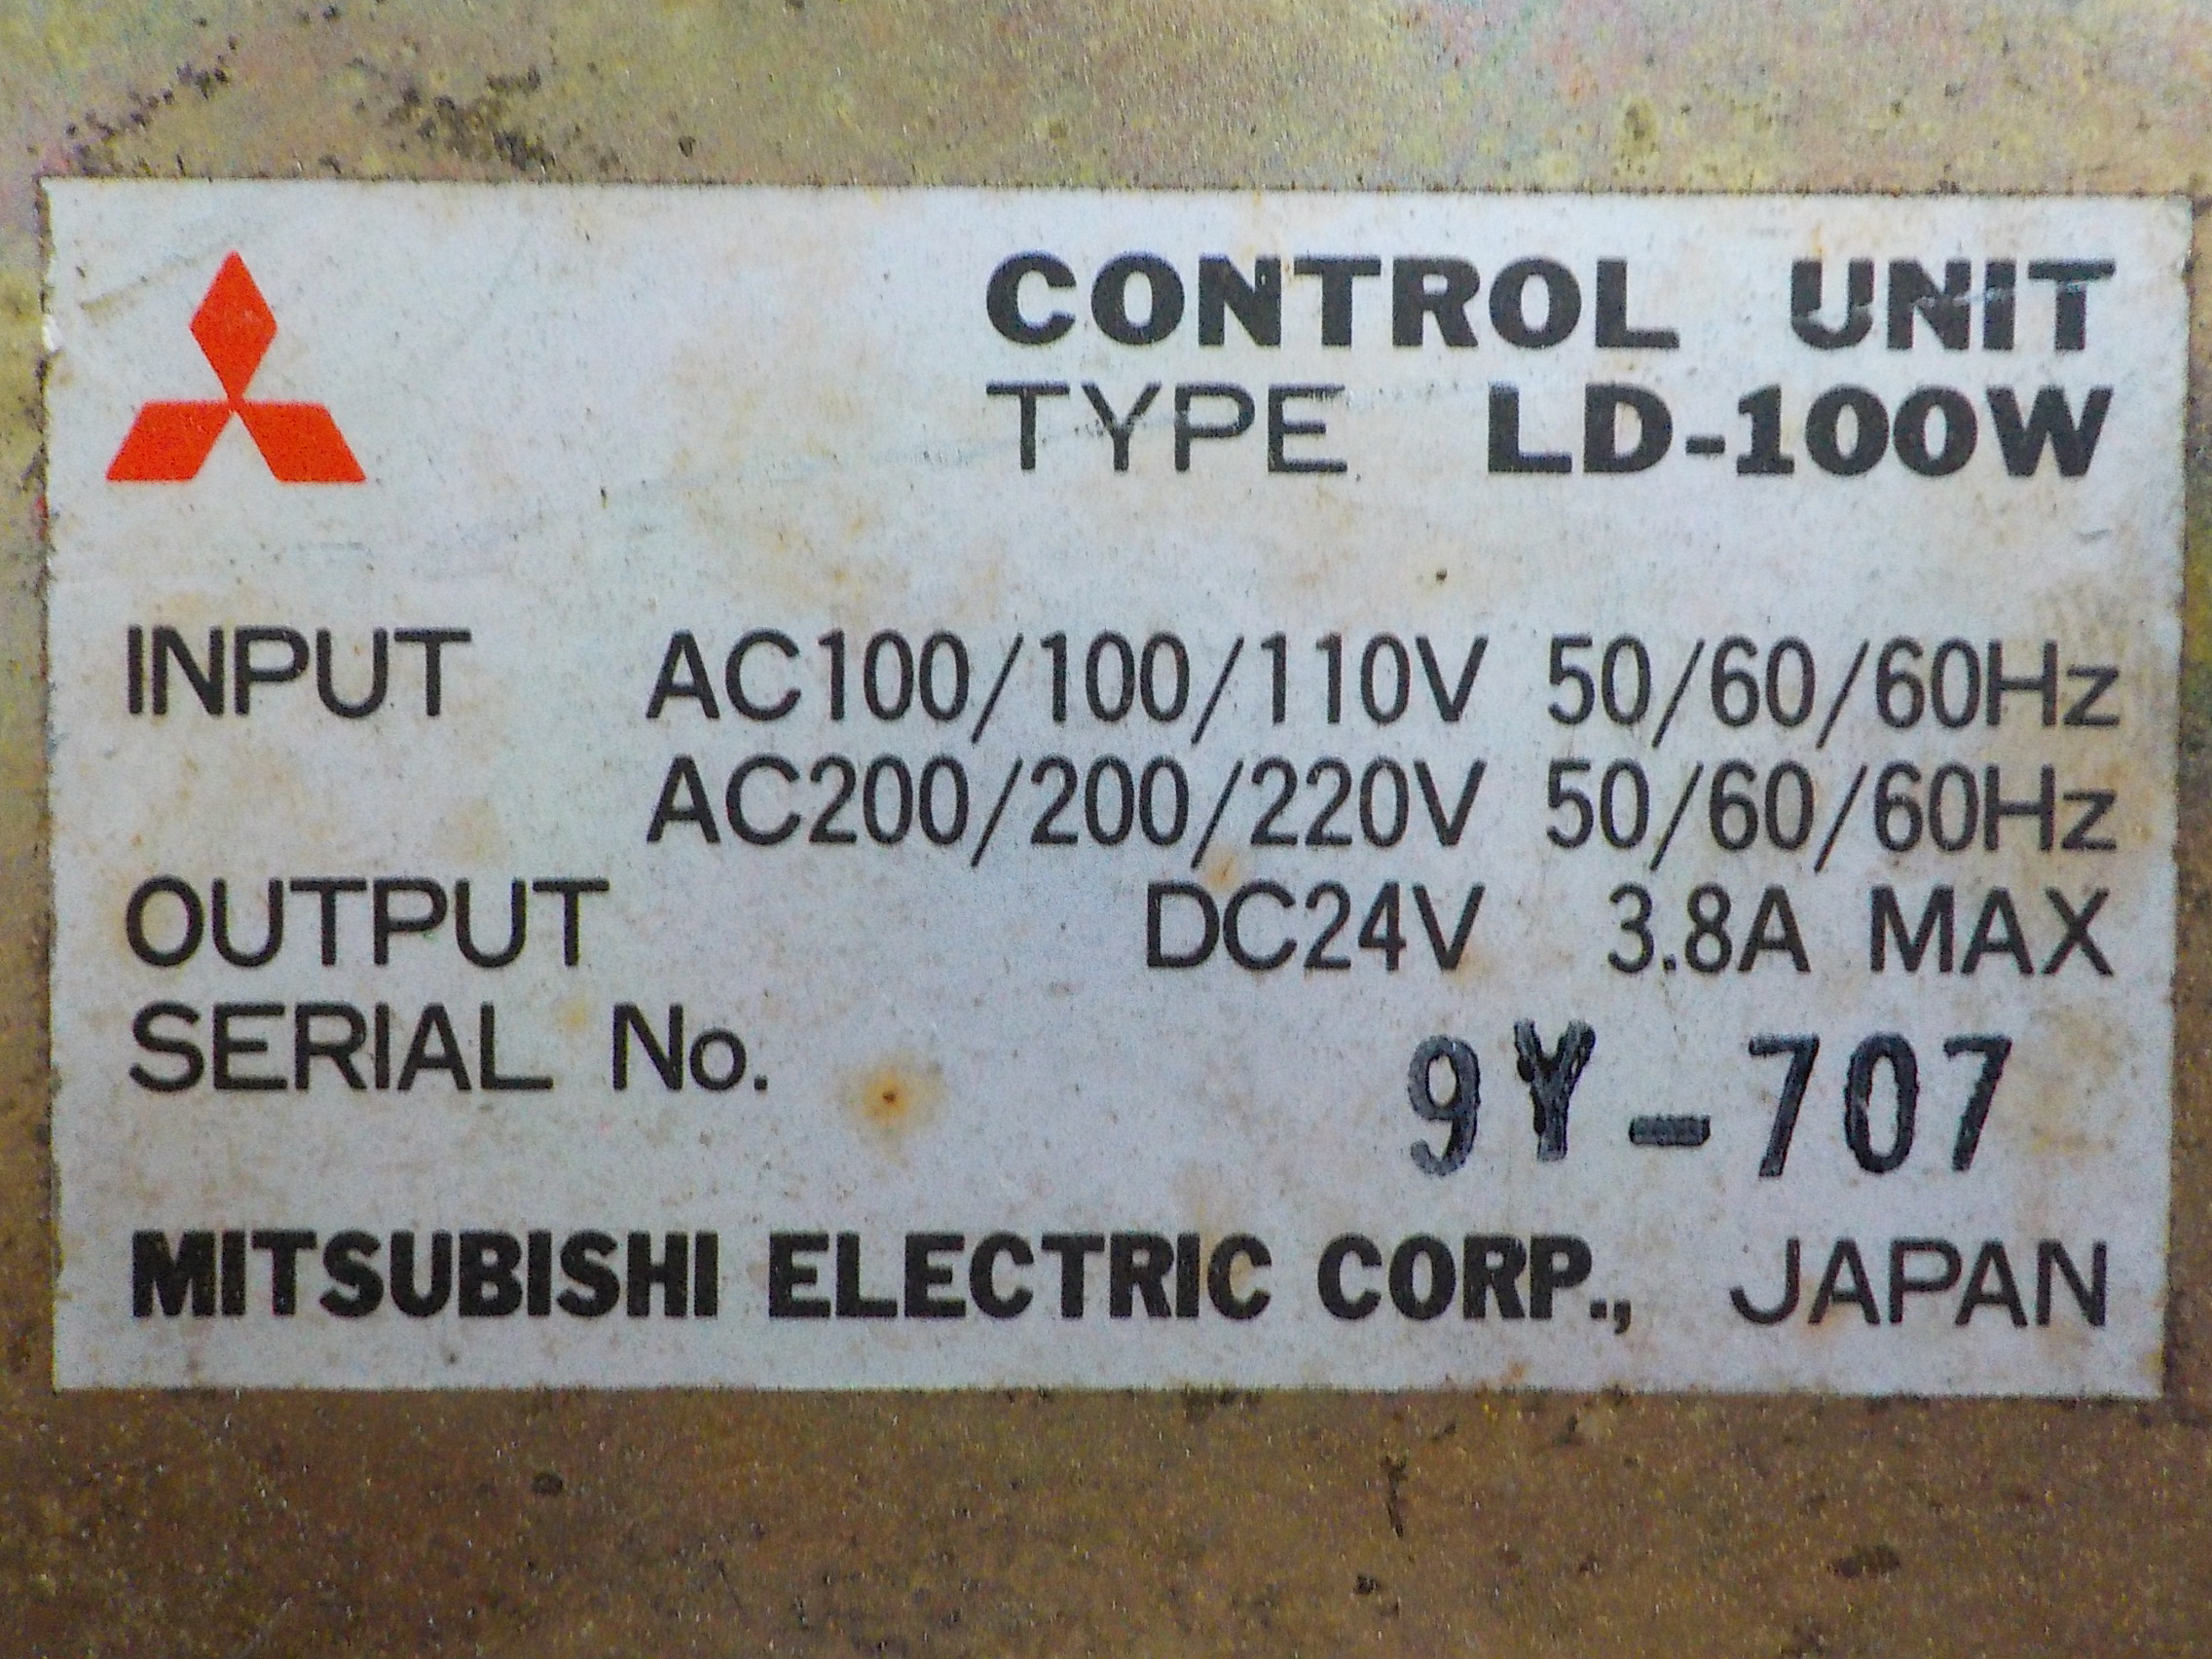 CONTROL UNIT
TYPE LD-100W
INPUT AC100/100/110V 50/60/60Hz
AC200/200/220V 50/60/60Hz
OUTPUT DC24V 3.8A MAX
SERIAL No. 9Y-707
MITSUBISHI ELECTRIC CORP., JAPAN